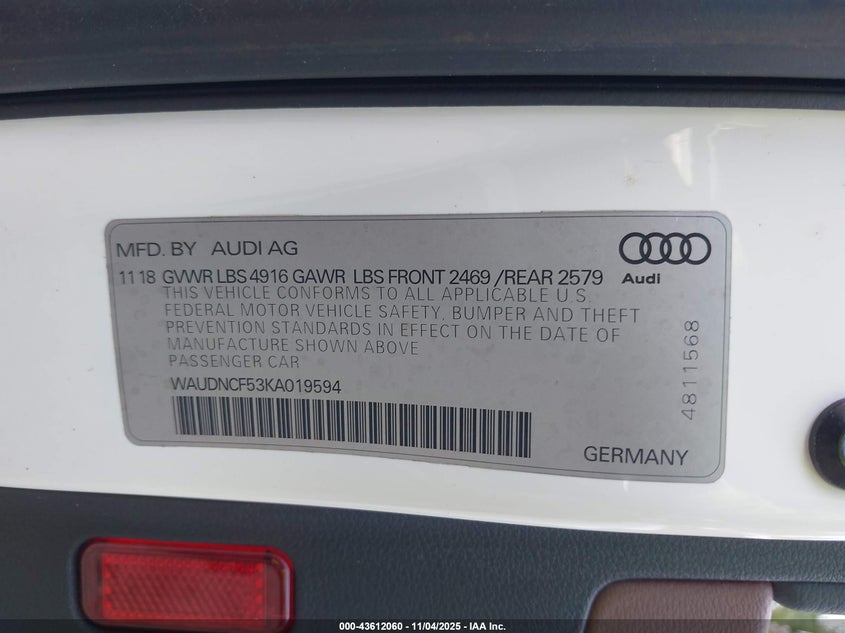 MFD. BY AUDI AG
Audi
11 18 GVWR LBS 4916 GAWR LBS FRONT 2469 /REAR 2579
THIS VEHICLE CONFORMS TO ALL APPLICABLE U.S.
FEDERAL MOTOR VEHICLE SAFETY, BUMPER AND THEFT
PREVENTION STANDARDS IN EFFECT ON THE DATE OF
MANUFACTURE SHOWN ABOVE
PASSENGER CAR
WAUDNCF53KA019594
4811568
GERMANY
000-43612060 - 11/04/2025 - IAA Inc.